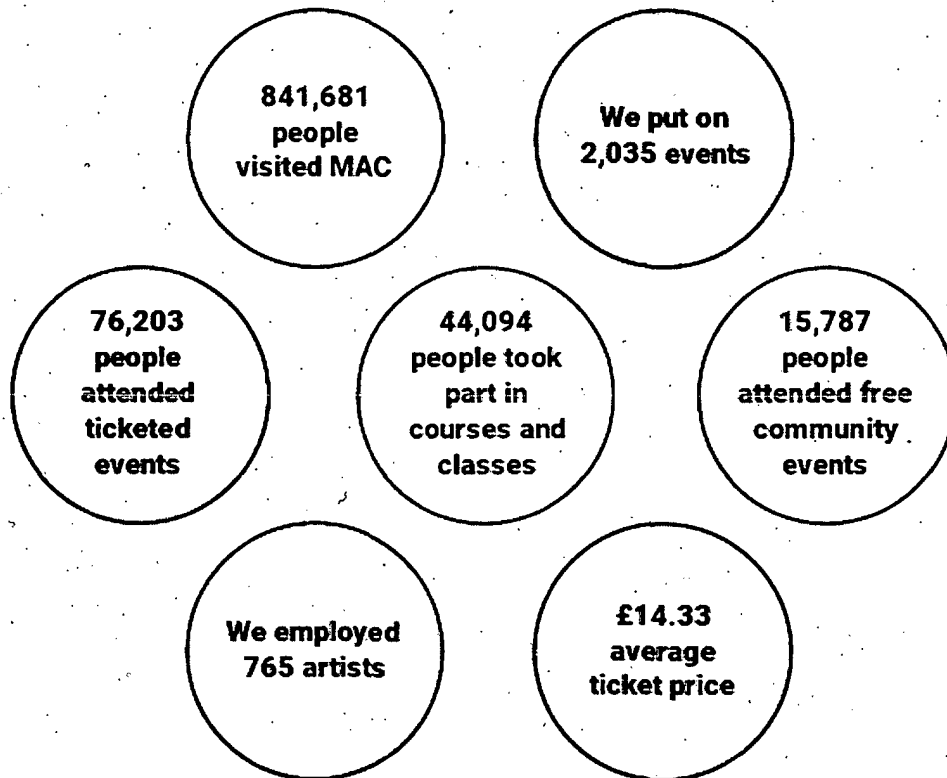 841,681
people
visited MAC
We put on
2,035 events
76,203
people
attended
ticketed
events
44,094
people took
part in
courses and
classes
15,787
people
attended free
community
events
We employed
765 artists
£14.33
average
ticket price